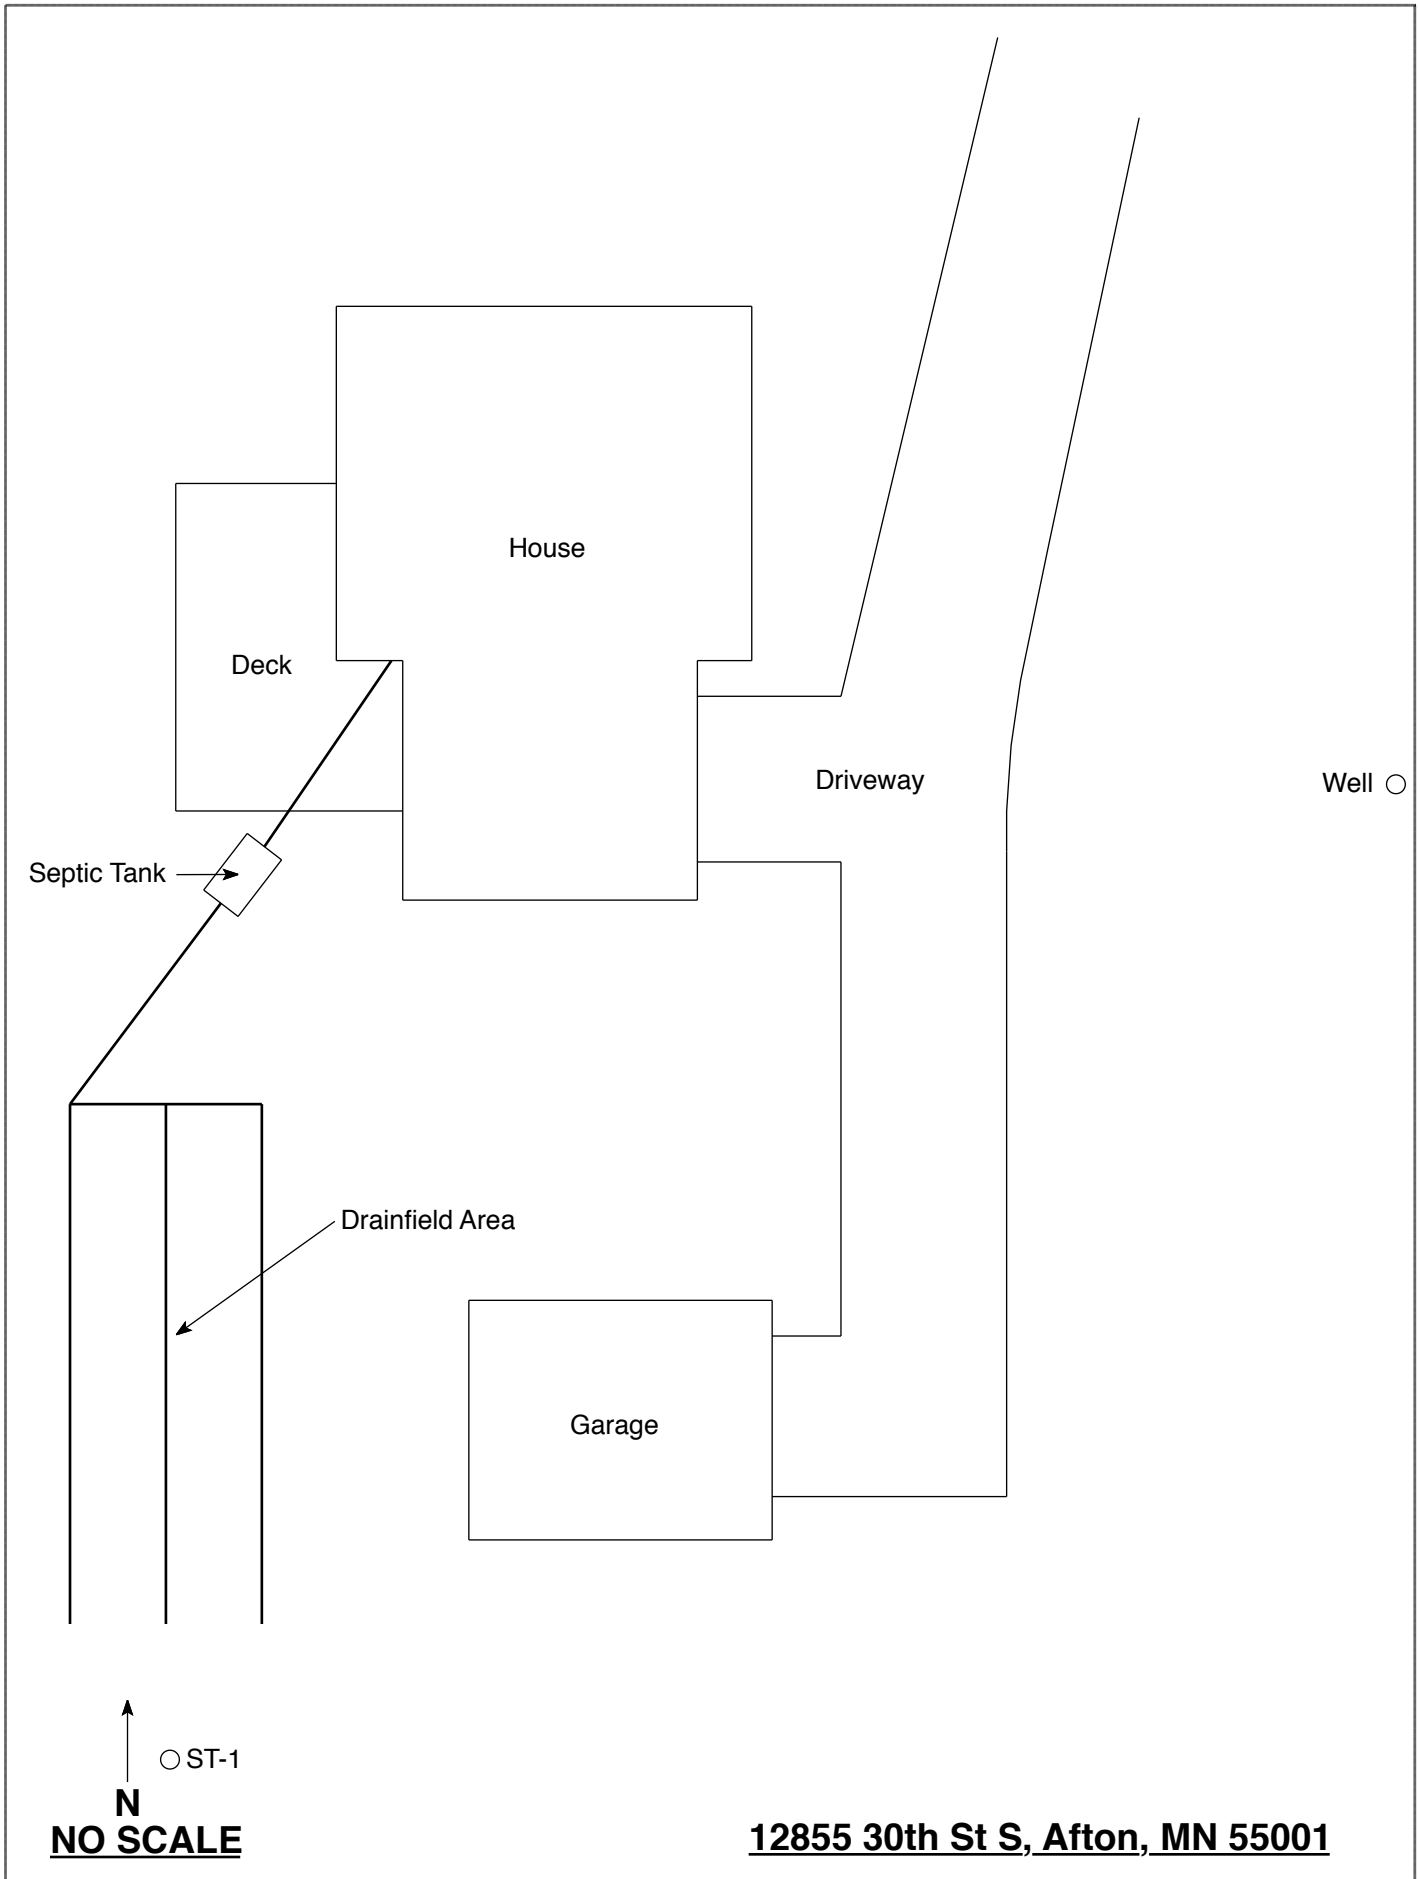 House
Deck
Driveway
Well
Septic Tank
Drainfield Area
Garage
ST-1
N
NO SCALE
12855 30th St S, Afton, MN 55001